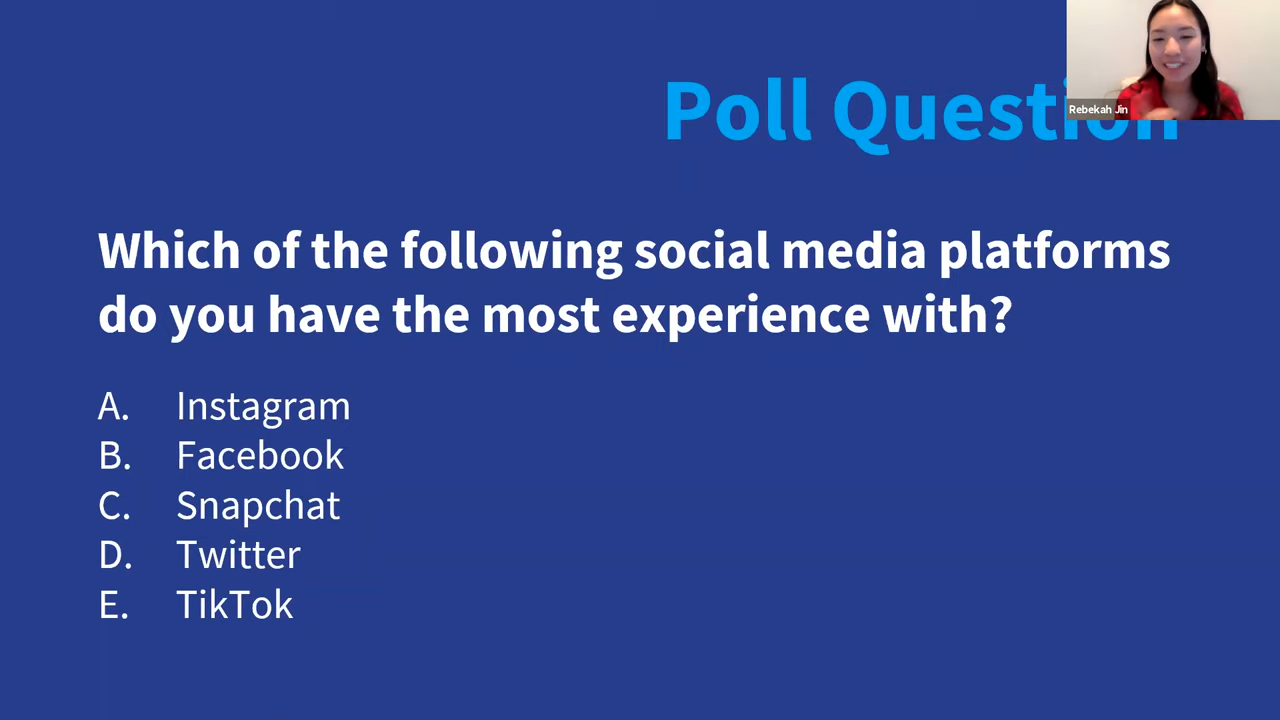 Poll Question
Rebekah Jin
Which of the following social media platforms
do you have the most experience with?
A. Instagram
B. Facebook
C. Snapchat
D. Twitter
E. TikTok